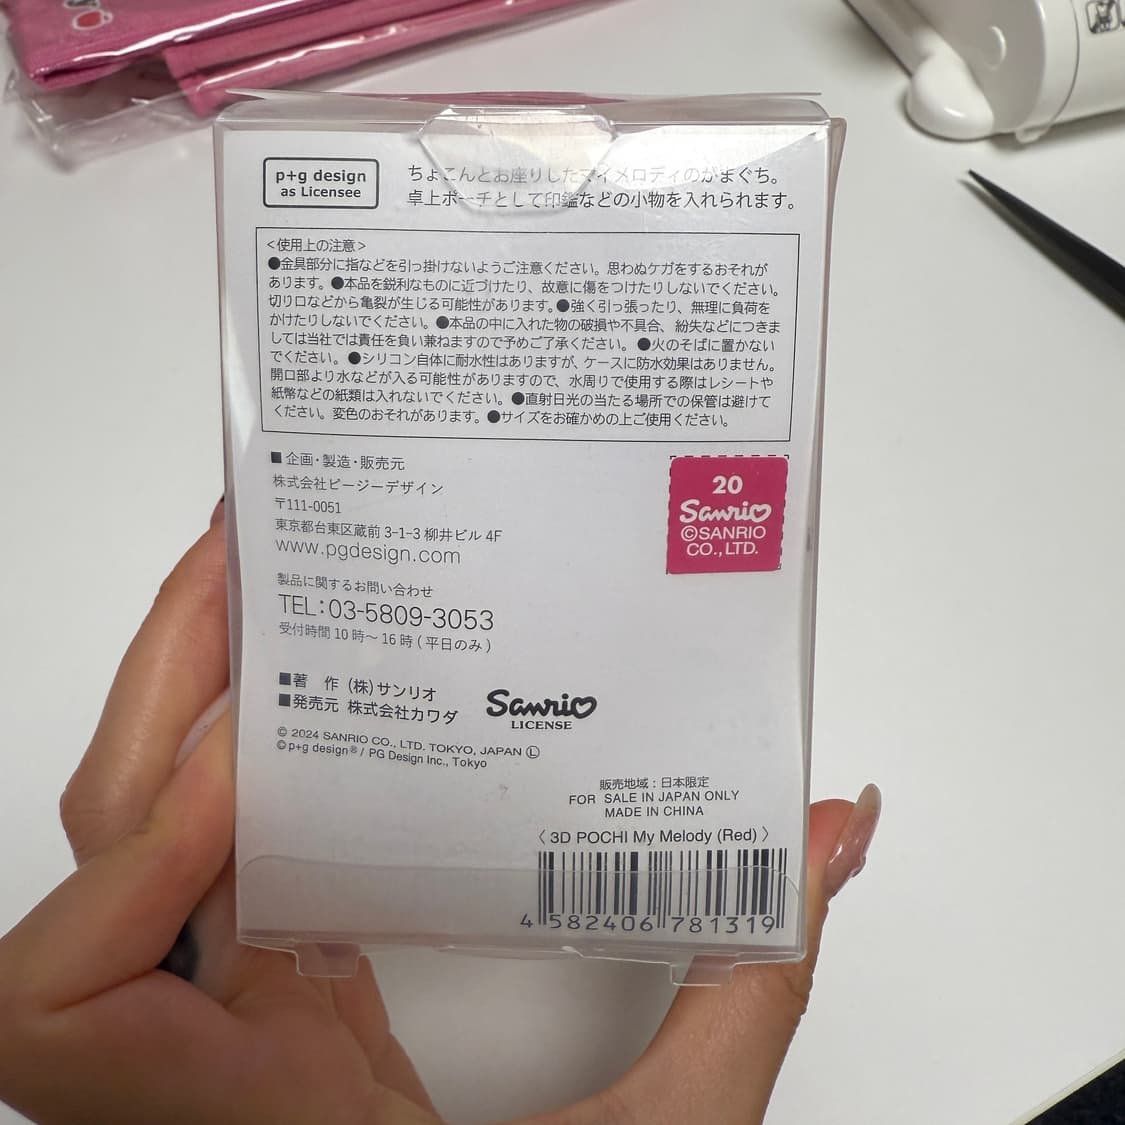 p+g design
as Licensee
ちょこんとお座りしたマイメロディのがまぐち。
卓上ポーチとして印鑑などの小物を入れられます。
＜使用上の注意＞
●金具部分に指などを引っ掛けないようご注意ください。思わぬケガをするおそれが
あります。●本品を鋭利なものに近づけたり、故意に傷をつけたりしないでください。
切り口などから亀裂が生じる可能性があります。●強く引っ張ったり、無理に負荷を
かけたりしないでください。●本品の中に入れた物の破損や不具合、紛失などにつきま
しては当社では責任を負い兼ねますので予めご了承ください。●火のそばに置かない
でください。●シリコン自体に耐水性はありますが、ケースに防水効果はありません。
開口部より水などが入る可能性がありますので、水周りで使用する際はレシートや
紙幣などの紙類は入れないでください。●直射日光の当たる場所での保管は避けて
ください。変色のおそれがあります。●サイズをお確かめの上ご使用ください。
■企画・製造・販売元
株式会社ピージーデザイン
〒111-0051
東京都台東区蔵前 3-1-3 柳井ビル 4F
www.pgdesign.com
製品に関するお問い合わせ
TEL:03-5809-3053
受付時間 10 時～ 16 時 ( 平日のみ )
20
Sanrio
©SANRIO
CO.,LTD.
■著　作 (株)サンリオ
■発売元 株式会社カワダ
Sanrio
LICENSE
© 2024 SANRIO CO., LTD. TOKYO, JAPAN Ⓛ
© p+g design® / PG Design Inc., Tokyo
販売地域：日本限定
FOR SALE IN JAPAN ONLY
MADE IN CHINA
〈 3D POCHI My Melody (Red) 〉
4 582406 781319